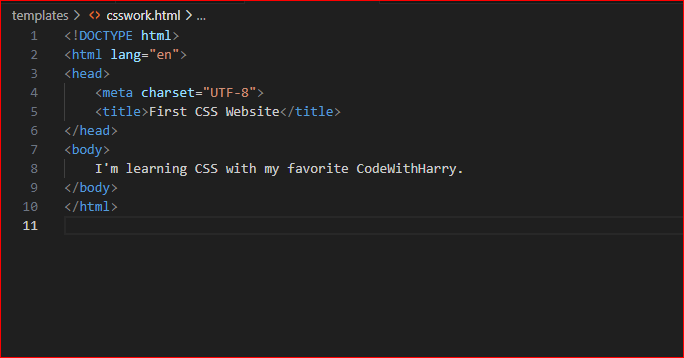 templates > csswork.html > ...
1 <!DOCTYPE html>
2 <html lang="en">
3 <head>
4     <meta charset="UTF-8">
5     <title>First CSS Website</title>
6 </head>
7 <body>
8     I'm learning CSS with my favorite CodeWithHarry.
9 </body>
10 </html>
11